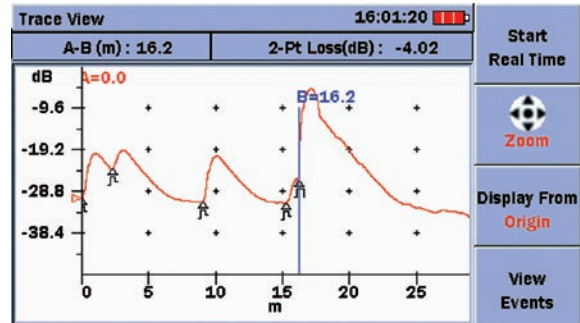 Trace View 16:01:20
A-B (m) : 16.2 2-Pt Loss(dB) : -4.02
dB A=0.0
B=16.2
-9.6
-19.2
-28.8
-38.4
0 5 10 15 20 25
m
Start
Real Time
Zoom
Display From
Origin
View
Events